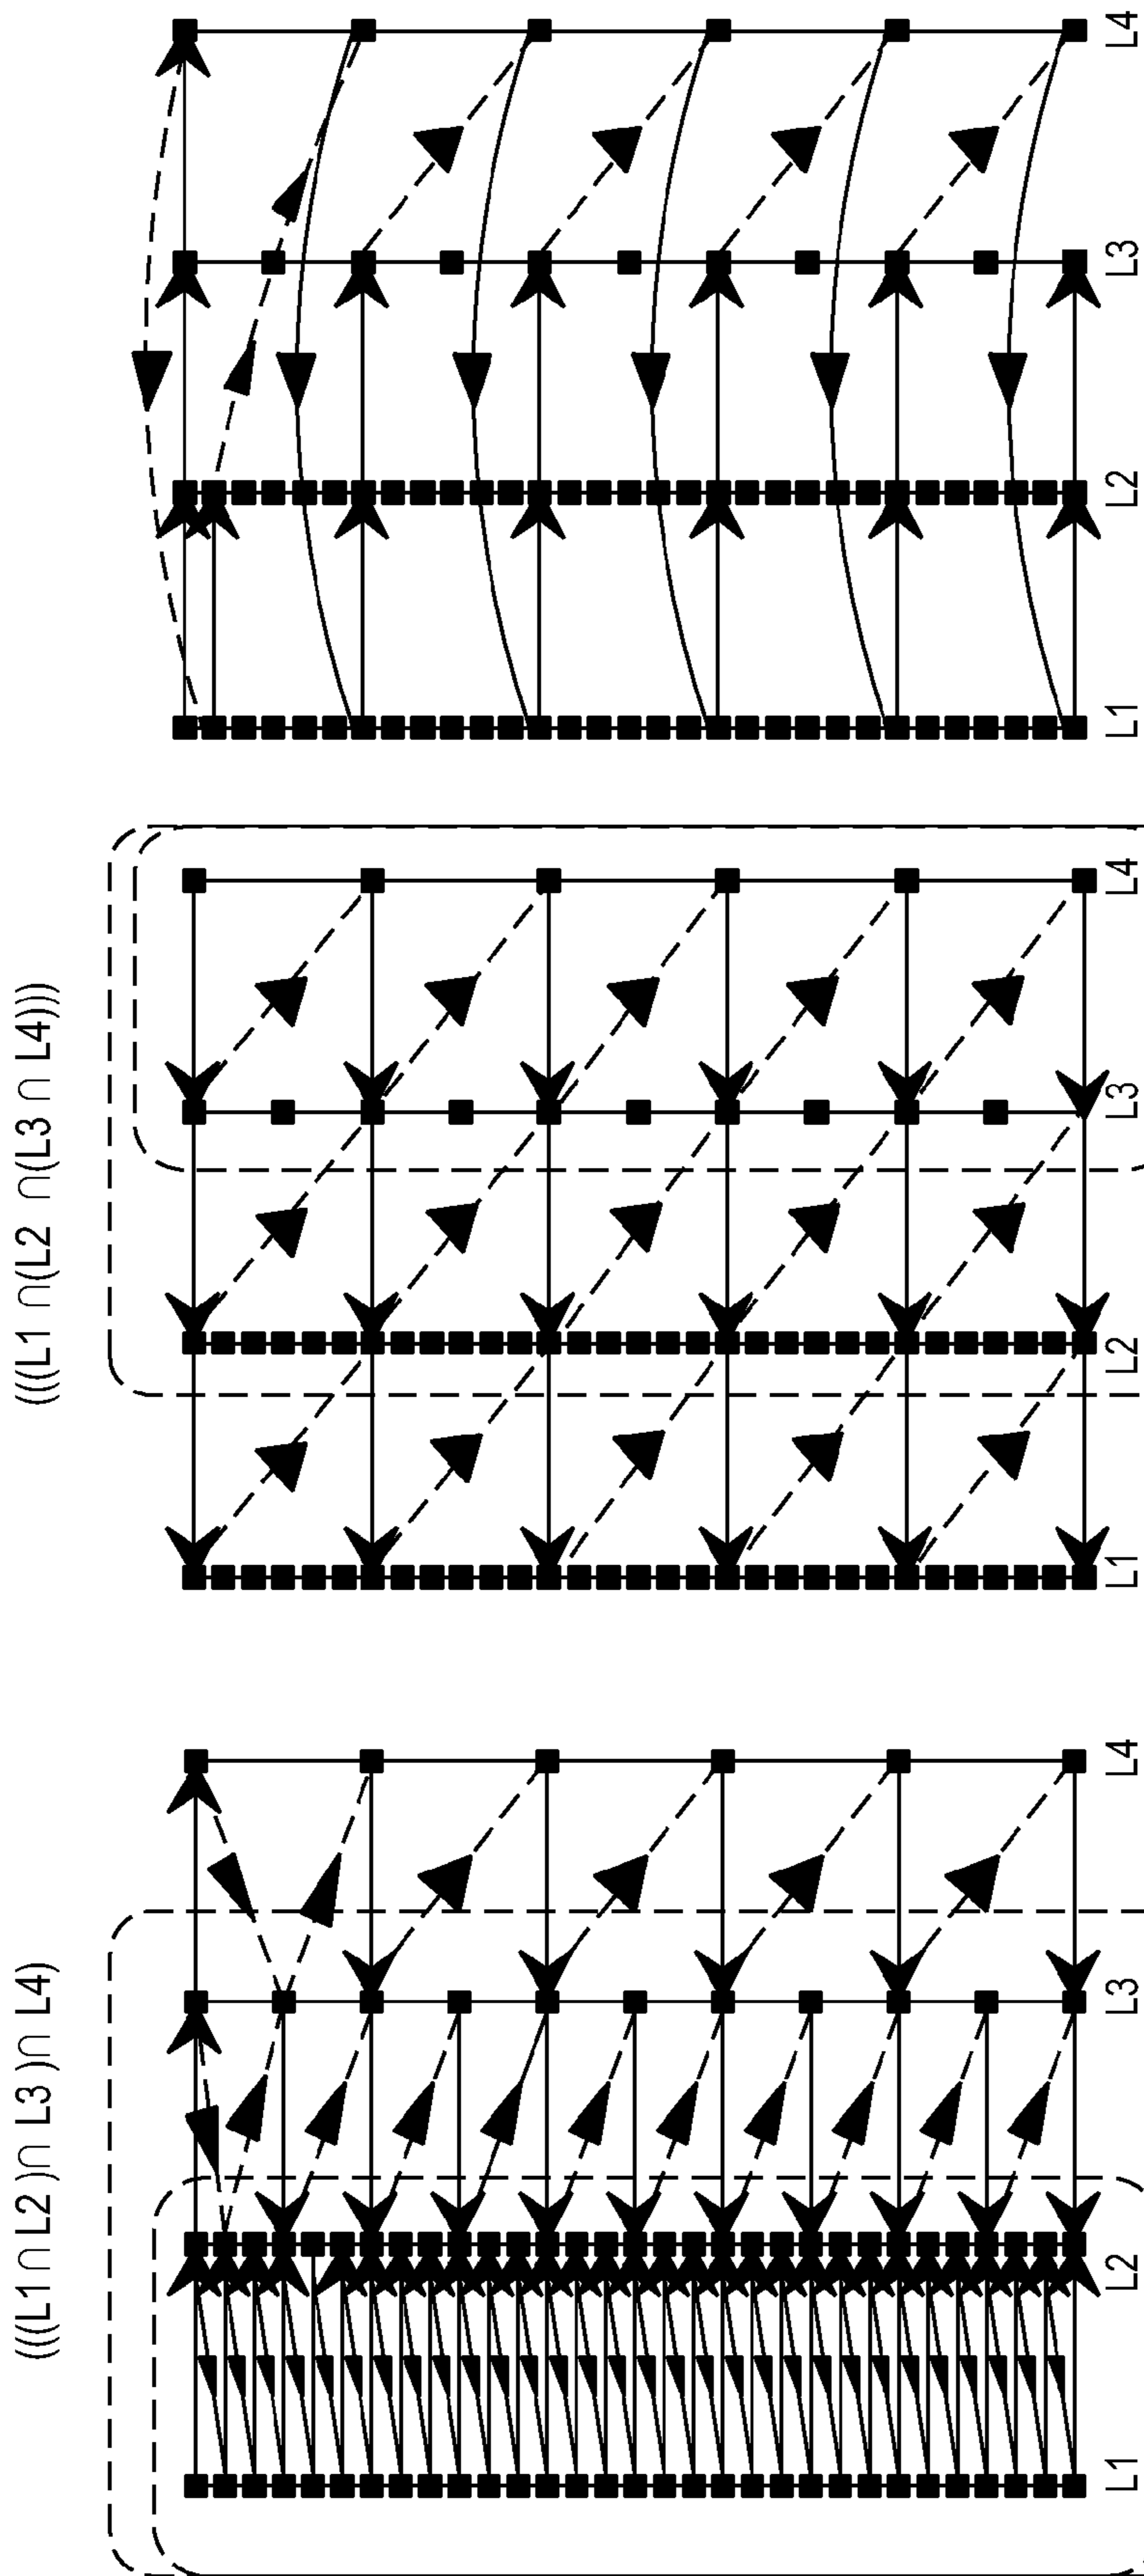 (((L1∩L2 )∩ L3 )∩ L4)
(((L1 ∩(L2 ∩(L3 ∩ L4)))
L1 L2 L3 L4
L1 L2 L3 L4
L1 L2 L3 L4